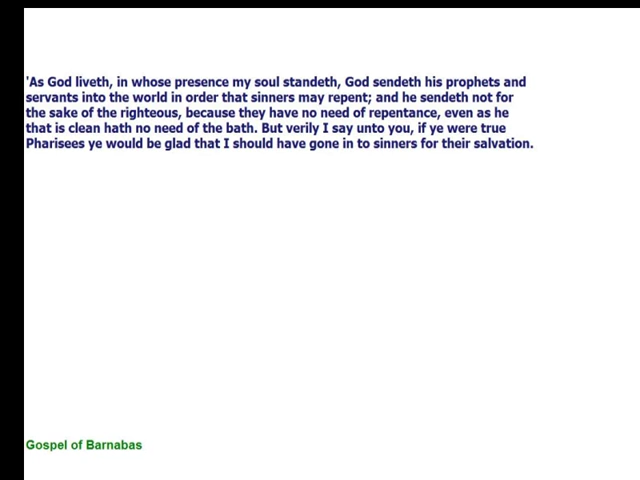 'As God liveth, in whose presence my soul standeth, God sendeth his prophets and
servants into the world in order that sinners may repent; and he sendeth not for
the sake of the righteous, because they have no need of repentance, even as he
that is clean hath no need of the bath. But verily I say unto you, if ye were true
Pharisees ye would be glad that I should have gone in to sinners for their salvation.
Gospel of Barnabas